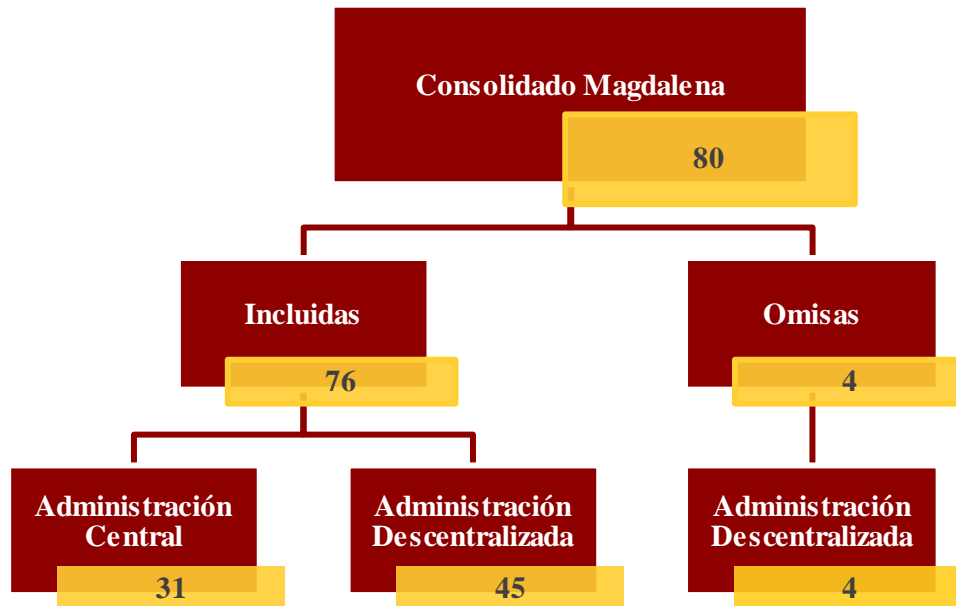 Consolidado Magdalena
80
Incluidas
76
Omisas
4
Administración
Central
31
Administración
Descentralizada
45
Administración
Descentralizada
4